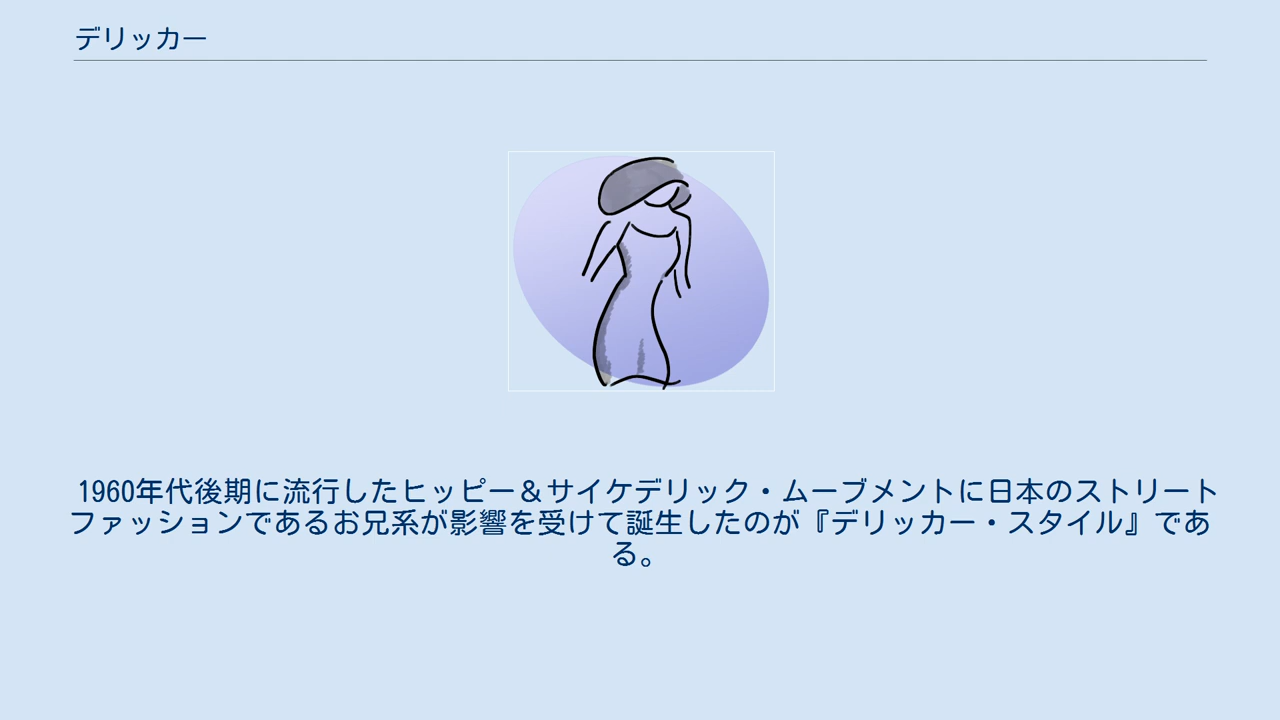 デリッカー
1960年代後期に流行したヒッピー＆サイケデリック・ムーブメントに日本のストリート
ファッションであるお兄系が影響を受けて誕生したのが『デリッカー・スタイル』であ
る。